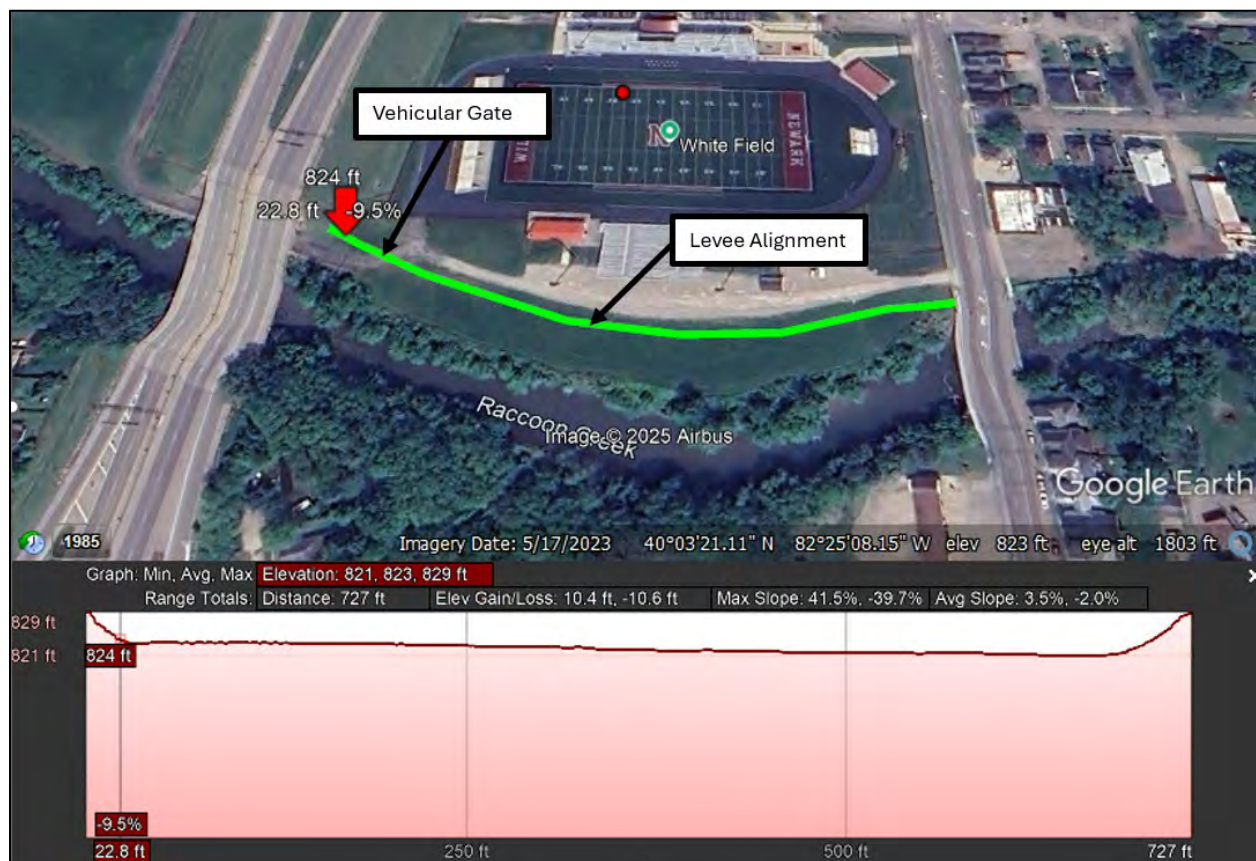 Vehicular Gate
824 ft
22.8 ft -9.5%
NEWARK
N
White Field
Levee Alignment
Raccoon Creek
Image © 2025 Airbus
Google Earth
1985
Imagery Date: 5/17/2023 40°03'21.11" N 82°25'08.15" W elev 823 ft eye alt 1803 ft
Graph: Min, Avg, Max Elevation: 821, 823, 829 ft
Range Totals: Distance: 727 ft Elev Gain/Loss: 10.4 ft, -10.6 ft Max Slope: 41.5%, -39.7% Avg Slope: 3.5%, -2.0%
829 ft
821 ft
824 ft
-9.5%
22.8 ft 250 ft 500 ft 727 ft